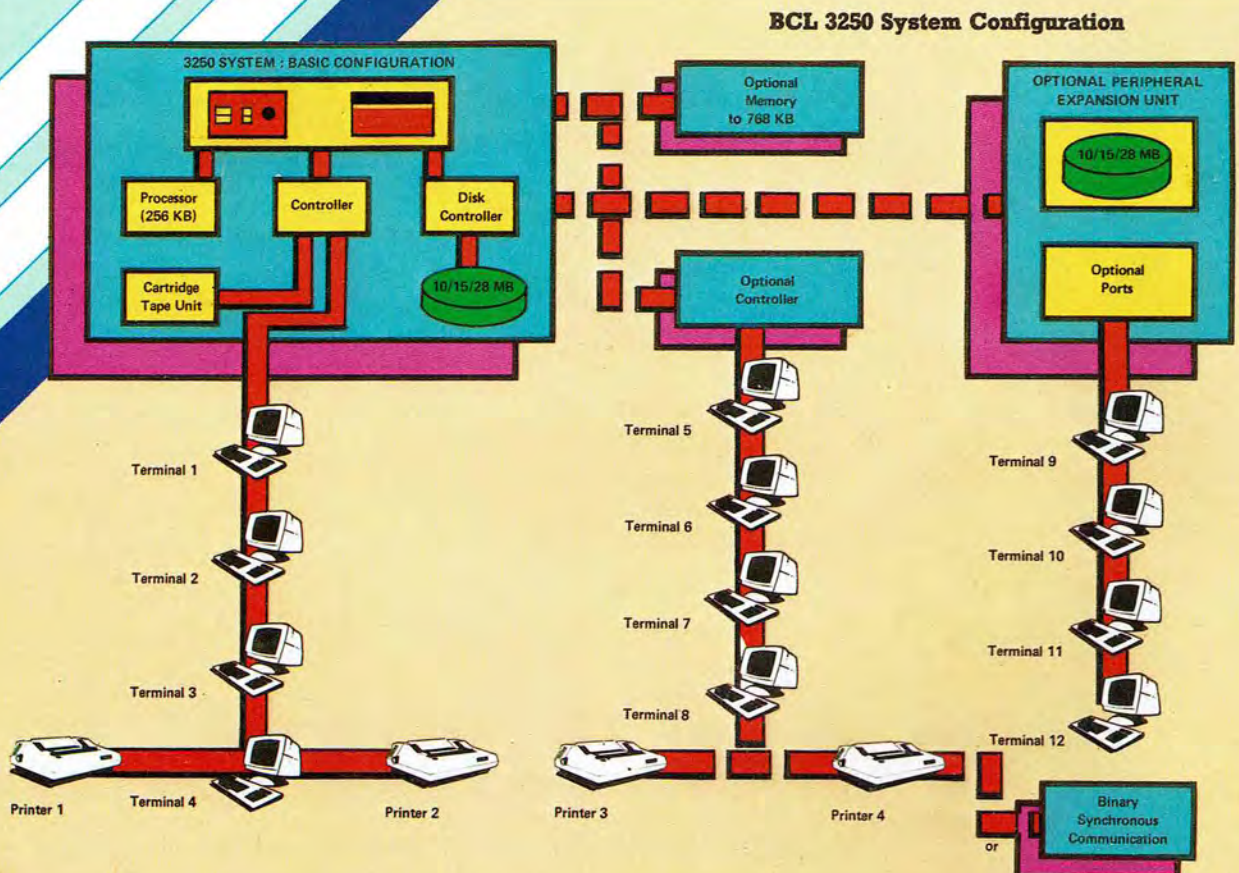 BCL 3250 System Configuration
3250 SYSTEM : BASIC CONFIGURATION
Processor
(256 KB)
Controller
Disk
Controller
Cartridge
Tape Unit
10/15/28 MB
Optional
Memory
to 768 KB
Optional
Controller
OPTIONAL PERIPHERAL
EXPANSION UNIT
10/15/28 MB
Optional
Ports
Terminal 1
Terminal 2
Terminal 3
Terminal 4
Printer 1
Printer 2
Terminal 5
Terminal 6
Terminal 7
Terminal 8
Printer 3
Printer 4
Terminal 9
Terminal 10
Terminal 11
Terminal 12
or
Binary
Synchronous
Communication